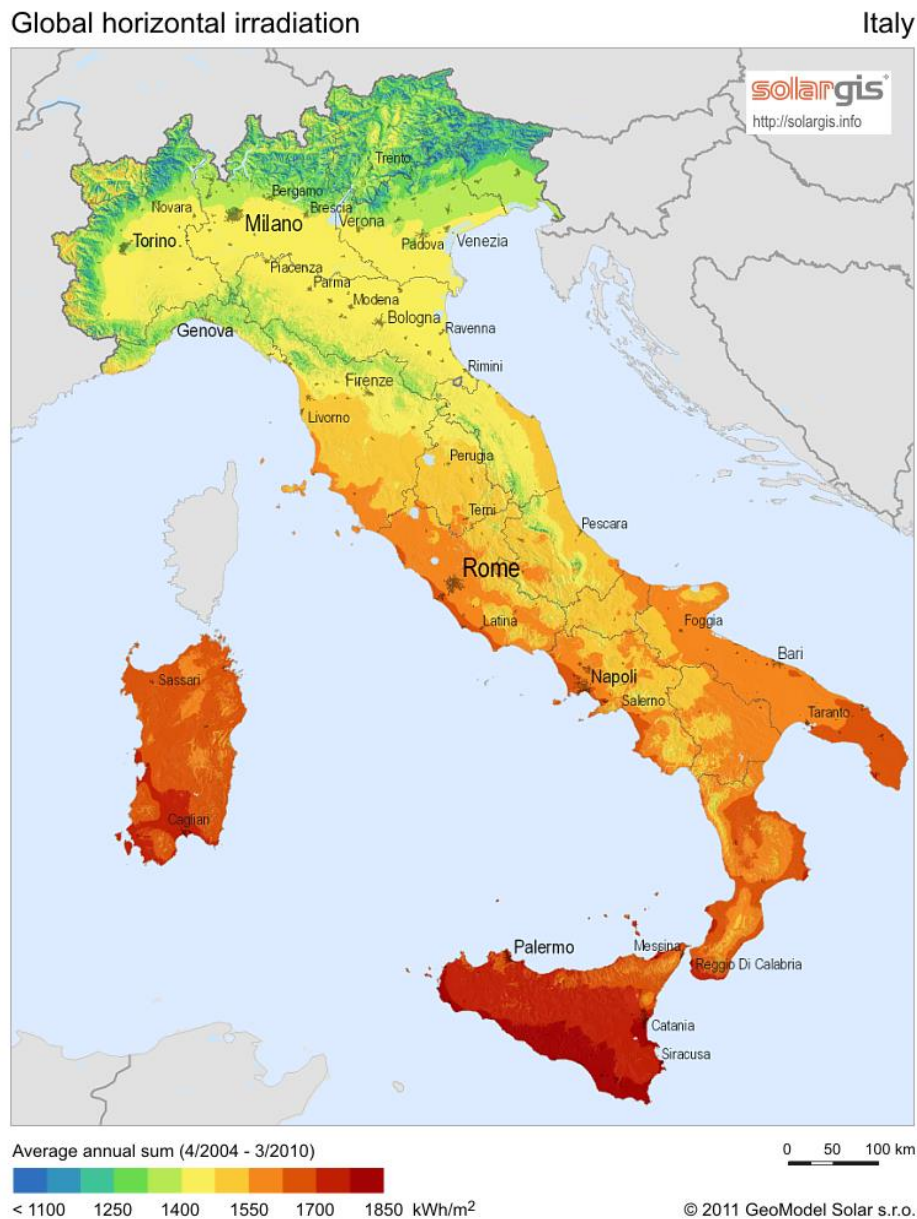 Global horizontal irradiation
Italy
solargis
http://solargis.info
Trento
Bergamo
Novara
Brescia
Milano
Verona
Torino
Padova
Venezia
Piacenza
Parma
Modena
Bologna
Genova
Ravenna
Rimini
Firenze
Livorno
Perugia
Terni
Pescara
Rome
Latina
Foggia
Bari
Napoli
Sassari
Salerno
Taranto
Cagliari
Palermo
Messina
Reggio Di Calabria
Catania
Siracusa
Average annual sum (4/2004 - 3/2010)
0 50 100 km
< 1100 1250 1400 1550 1700 1850 kWh/m²
© 2011 GeoModel Solar s.r.o.